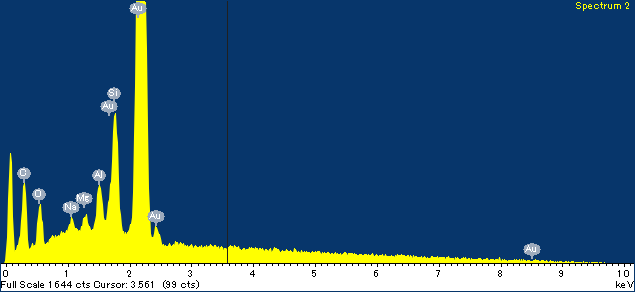 Spectrum 2
Au
Si
Au
C
O
Na
Mg
Al
Au
Au
0 1 2 3 4 5 6 7 8 9 10
Full Scale 1644 cts Cursor: 3.561 (99 cts) keV